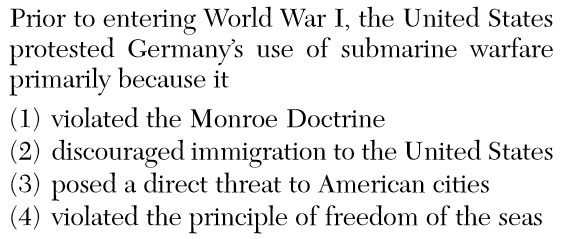 Prior to entering World War I, the United States
protested Germany's use of submarine warfare
primarily because it
(1) violated the Monroe Doctrine
(2) discouraged immigration to the United States
(3) posed a direct threat to American cities
(4) violated the principle of freedom of the seas